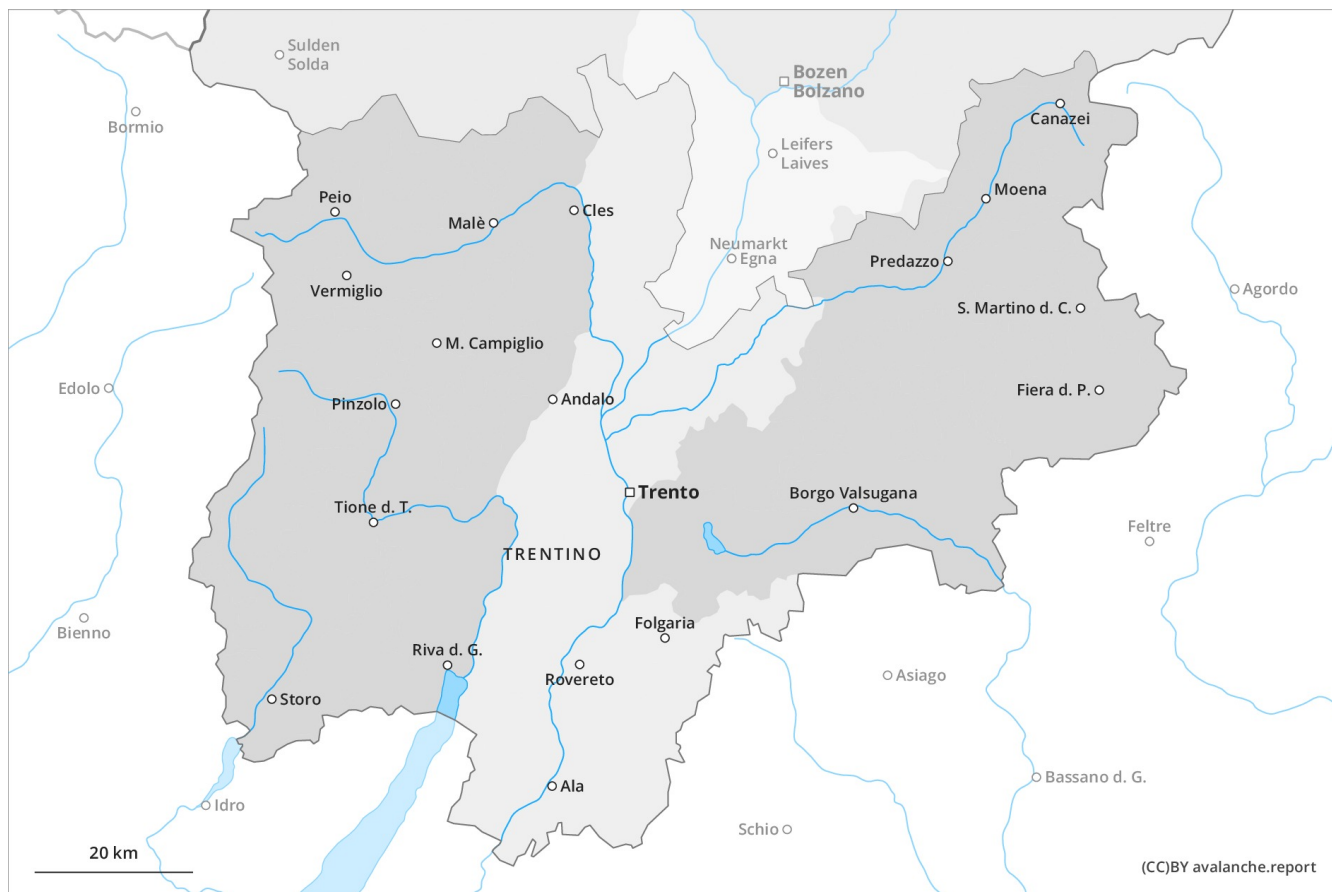 Sulden
Solda
Bozen
Bolzano
Bormio
Canazei
Leifers
Laives
Peio
Moena
Cles
Malè
Neumarkt
Egna
Predazzo
Vermiglio
Agordo
S. Martino d. C.
M. Campiglio
Edolo
Fiera d. P.
Andalo
Pinzolo
Trento
Borgo Valsugana
Tione d. T.
Feltre
TRENTINO
Bienno
Folgaria
Riva d. G.
Asiago
Rovereto
Storo
Bassano d. G.
Ala
Idro
Schio
20 km
(CC)BY avalanche.report